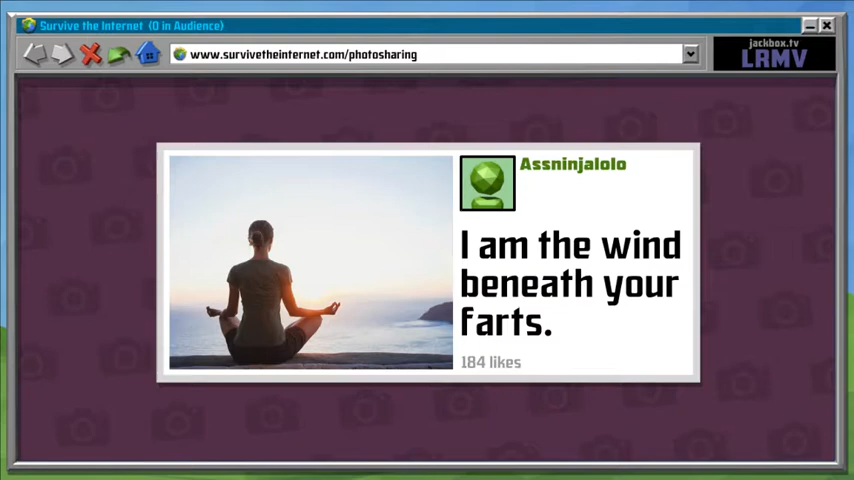 Survive the Internet (0 in Audience)
www.survivetheinternet.com/photosharing
jackbox.tv
LRMV
Assninjalolo
I am the wind
beneath your
farts.
184 likes